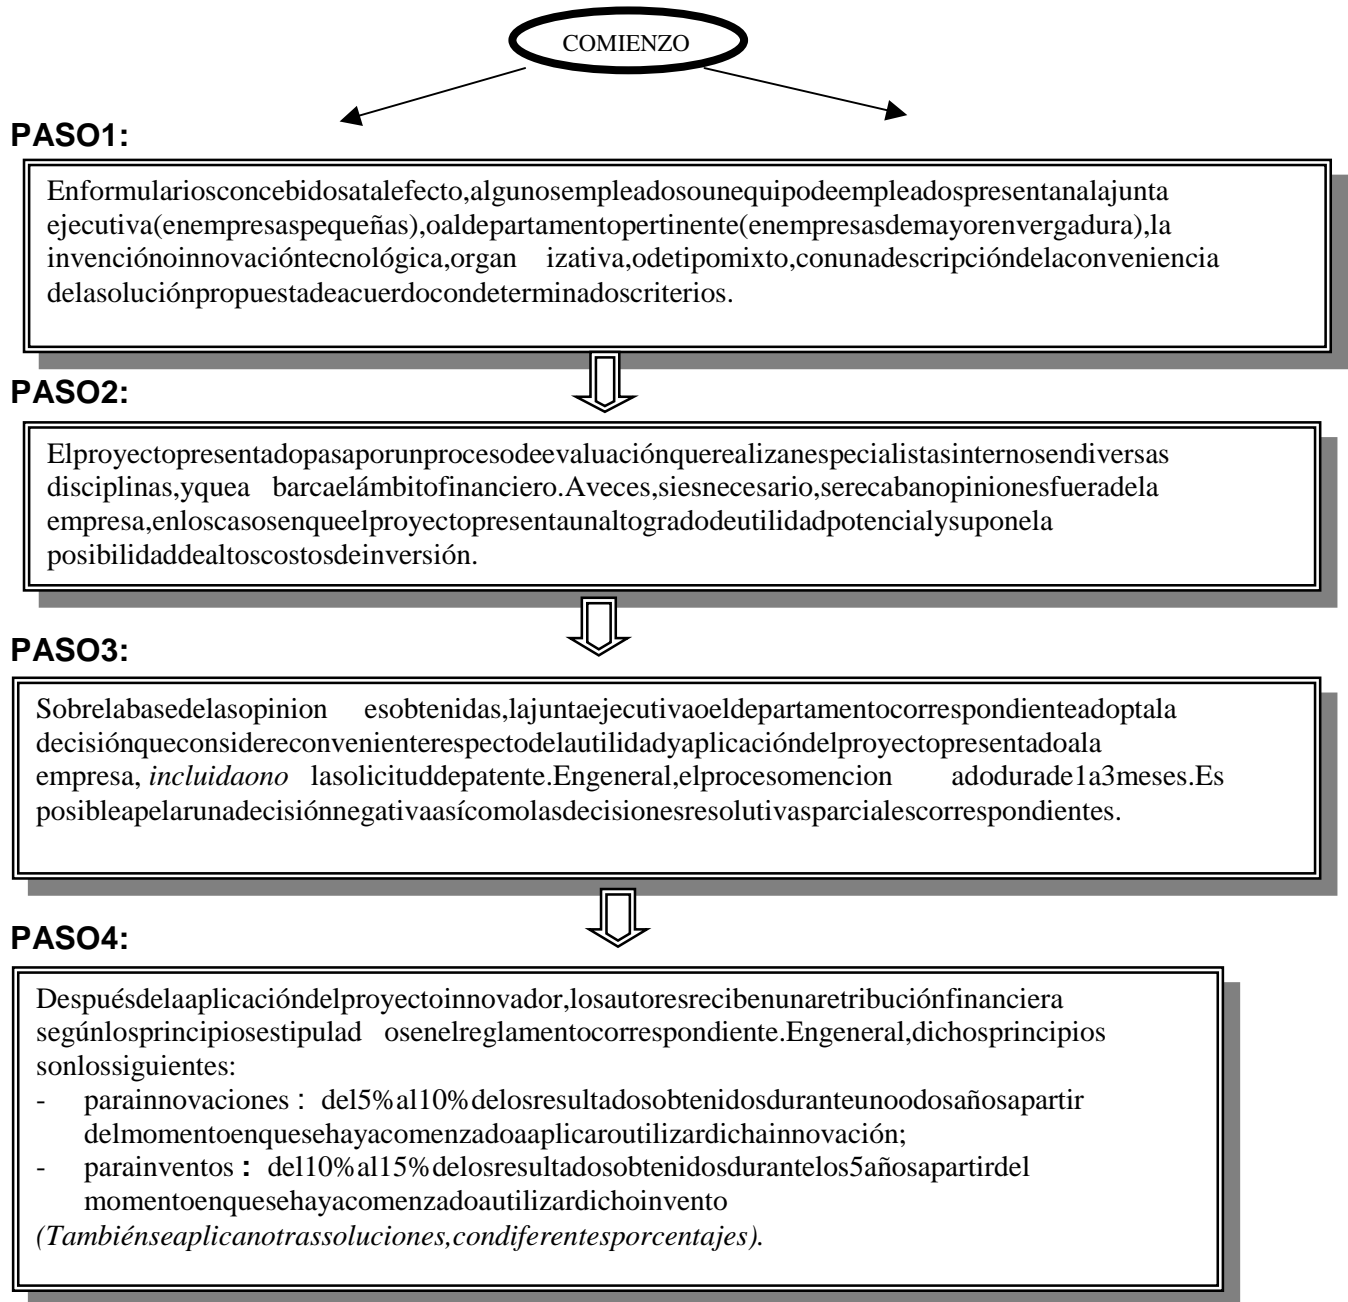 COMIENZO
PASO1:
Enformulariosconcebidosatalefecto,algunosempleadosounequipodeempleadospresentanalajunta
ejecutiva(enempresaspequeñas),oaldepartamentopertinente(enempresasdemayorenvergadura),la
invencióno innovacióntecnológica,organ izativa,odetipomixto,conunadescripcióndelaconveniencia
delasoluciónpropuestadeacuerdocondeterminadoscriterios.
PASO2:
Elproyectopresentadopasaporunprocesodeevaluaciónquerealizanespecialistasinternosendiversas
disciplinas,yquea barcaelámbitofinanciero.Aveces,siesnecesario,serecabanopinionesfueradela
empresa,enloscasosenqueelproyectopresentaunaltogradodeutilidadpotencialysuponela
posibilidaddealtoscostosdeinversión.
PASO3:
Sobrelabasedelasopinion esobtenidas,lajuntaejecutivaoeldepartamentocorrespondienteadoptala
decisiónqueconsidereconvenienterespectodelautilidadyaplicacióndelproyectopresentadoala
empresa, incluidaono lasolicituddepatente.Engeneral,elprocesomencion adodurade1a3meses.Es
posibleapelarunadecisiónnegativaasícomolasdecisionesresolutivasparcialescorrespondientes.
PASO4:
Despuésdelaaplicacióndelproyectoinnovador,losautoresrecibenunaretribuciónfinanciera
segúnlosprincipiosestipulad osenelreglamentocorrespondiente.Engeneral,dichosprincipios
sonlossiguientes:
- parainnovaciones : del5%al10%delosresultadosobtenidosduranteunoodosañosapartir
delmomentoenquesehayacomenzadoaaplicaroutilizardichainnovación;
- parainventos : del10%al15%delosresultadosobtenidosdurantelos5añosapartirdel
momentoenquesehayacomenzadoautilizardichoinvento
(Tambiénseaplicanotrassoluciones,condiferentesporcentajes).